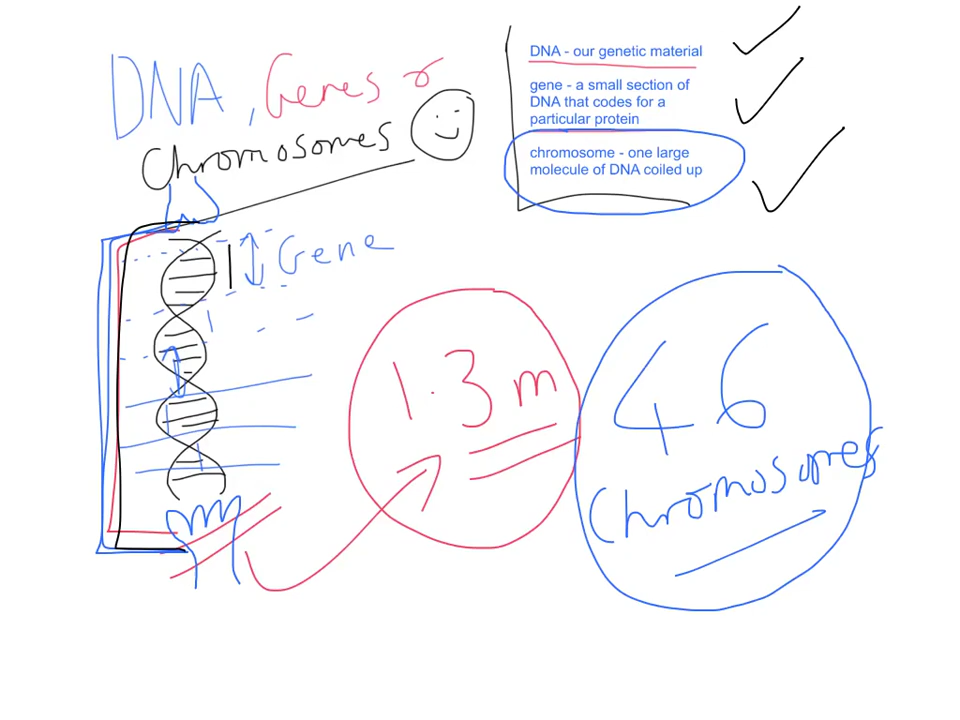 DNA, Genes &
Chromosomes
DNA - our genetic material
gene - a small section of
DNA that codes for a
particular protein
chromosome - one large
molecule of DNA coiled up
Gene
1.3 m
46
Chromosomes